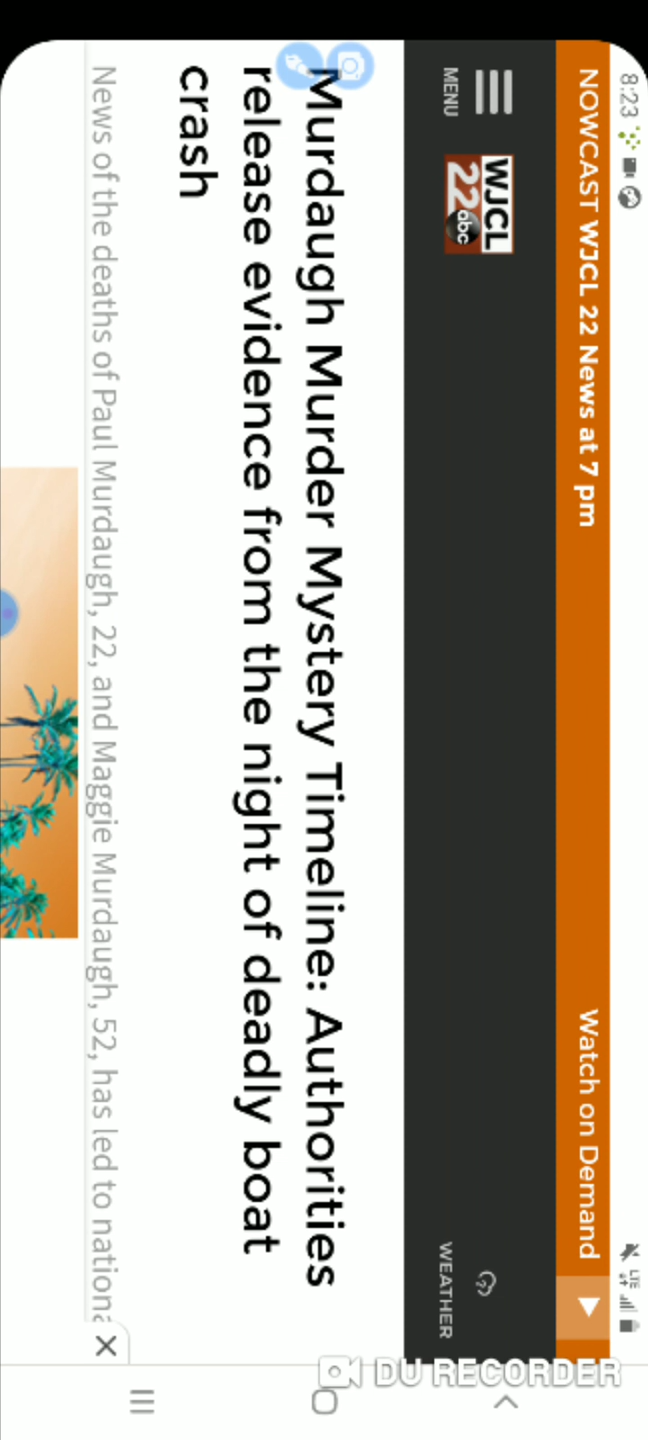 8:23
LTE
NOWCAST WJCL 22 News at 7 pm
Watch on Demand
MENU
WJCL
22 abc
WEATHER
Murdaugh Murder Mystery Timeline: Authorities
release evidence from the night of deadly boat
crash
News of the deaths of Paul Murdaugh, 22, and Maggie Murdaugh, 52, has led to nationa
DU RECORDER